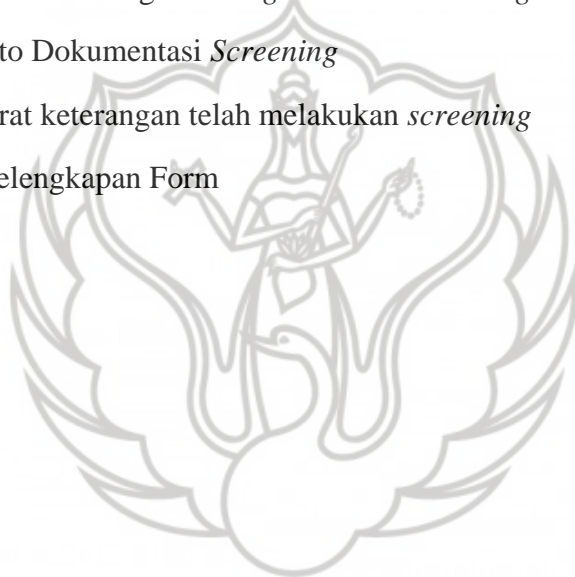 to Dokumentasi Screening
rat keterangan telah melakukan screening
elengkapan Form